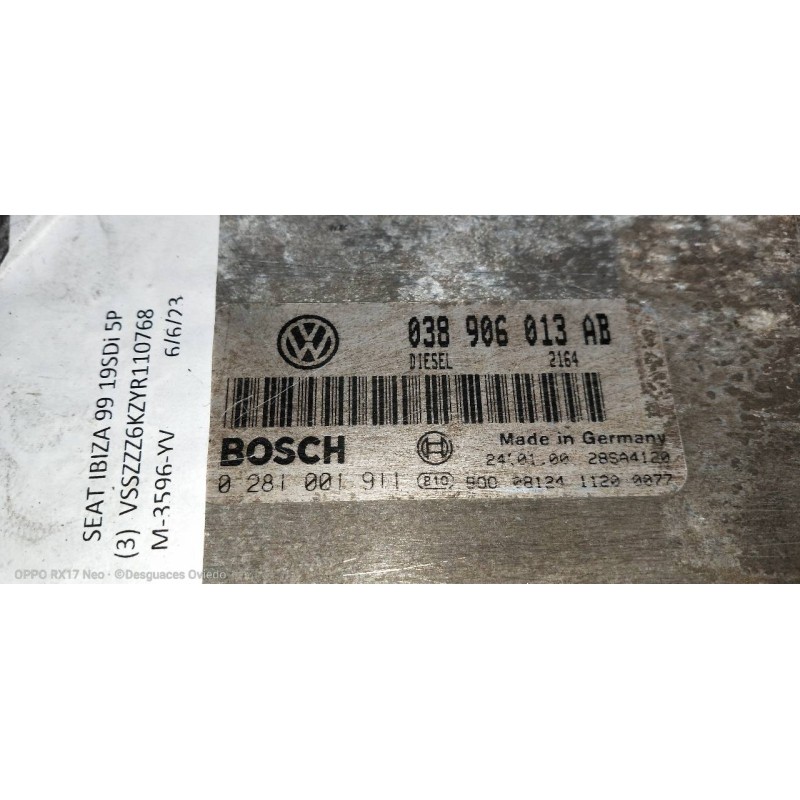 SEAT IBIZA 99 19SDi 5P
(3) VSSZZZ6KZYR110768
M-3596-YV 6/6/23
038 906 013 AB
DIESEL 2164
BOSCH Made in Germany
24.01.00 28SA4120
0 281 001 911 810 900 08124 1120 0077
OPPO RX17 Neo · ©Desguaces Oviedo